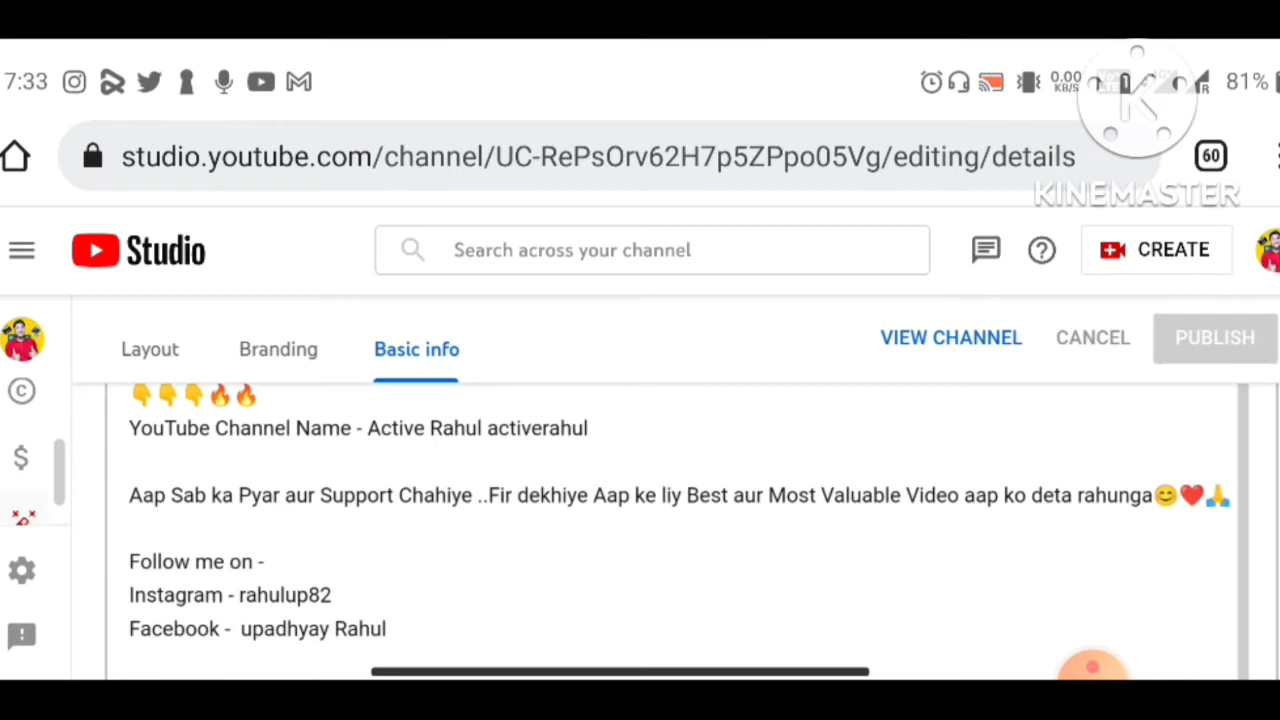 7:33
0.00
KB/S
R
81%
studio.youtube.com/channel/UC-RePsOrv62H7p5ZPpo05Vg/editing/details
60
K
KINEMASTER
Studio
Search across your channel
CREATE
Layout
Branding
Basic info
VIEW CHANNEL
CANCEL
PUBLISH
👇👇👇🔥🔥
YouTube Channel Name - Active Rahul activerahul
Aap Sab ka Pyar aur Support Chahiye ..Fir dekhiye Aap ke liy Best aur Most Valuable Video aap ko deta rahunga😊❤️🙏
Follow me on -
Instagram - rahulup82
Facebook -  upadhyay Rahul